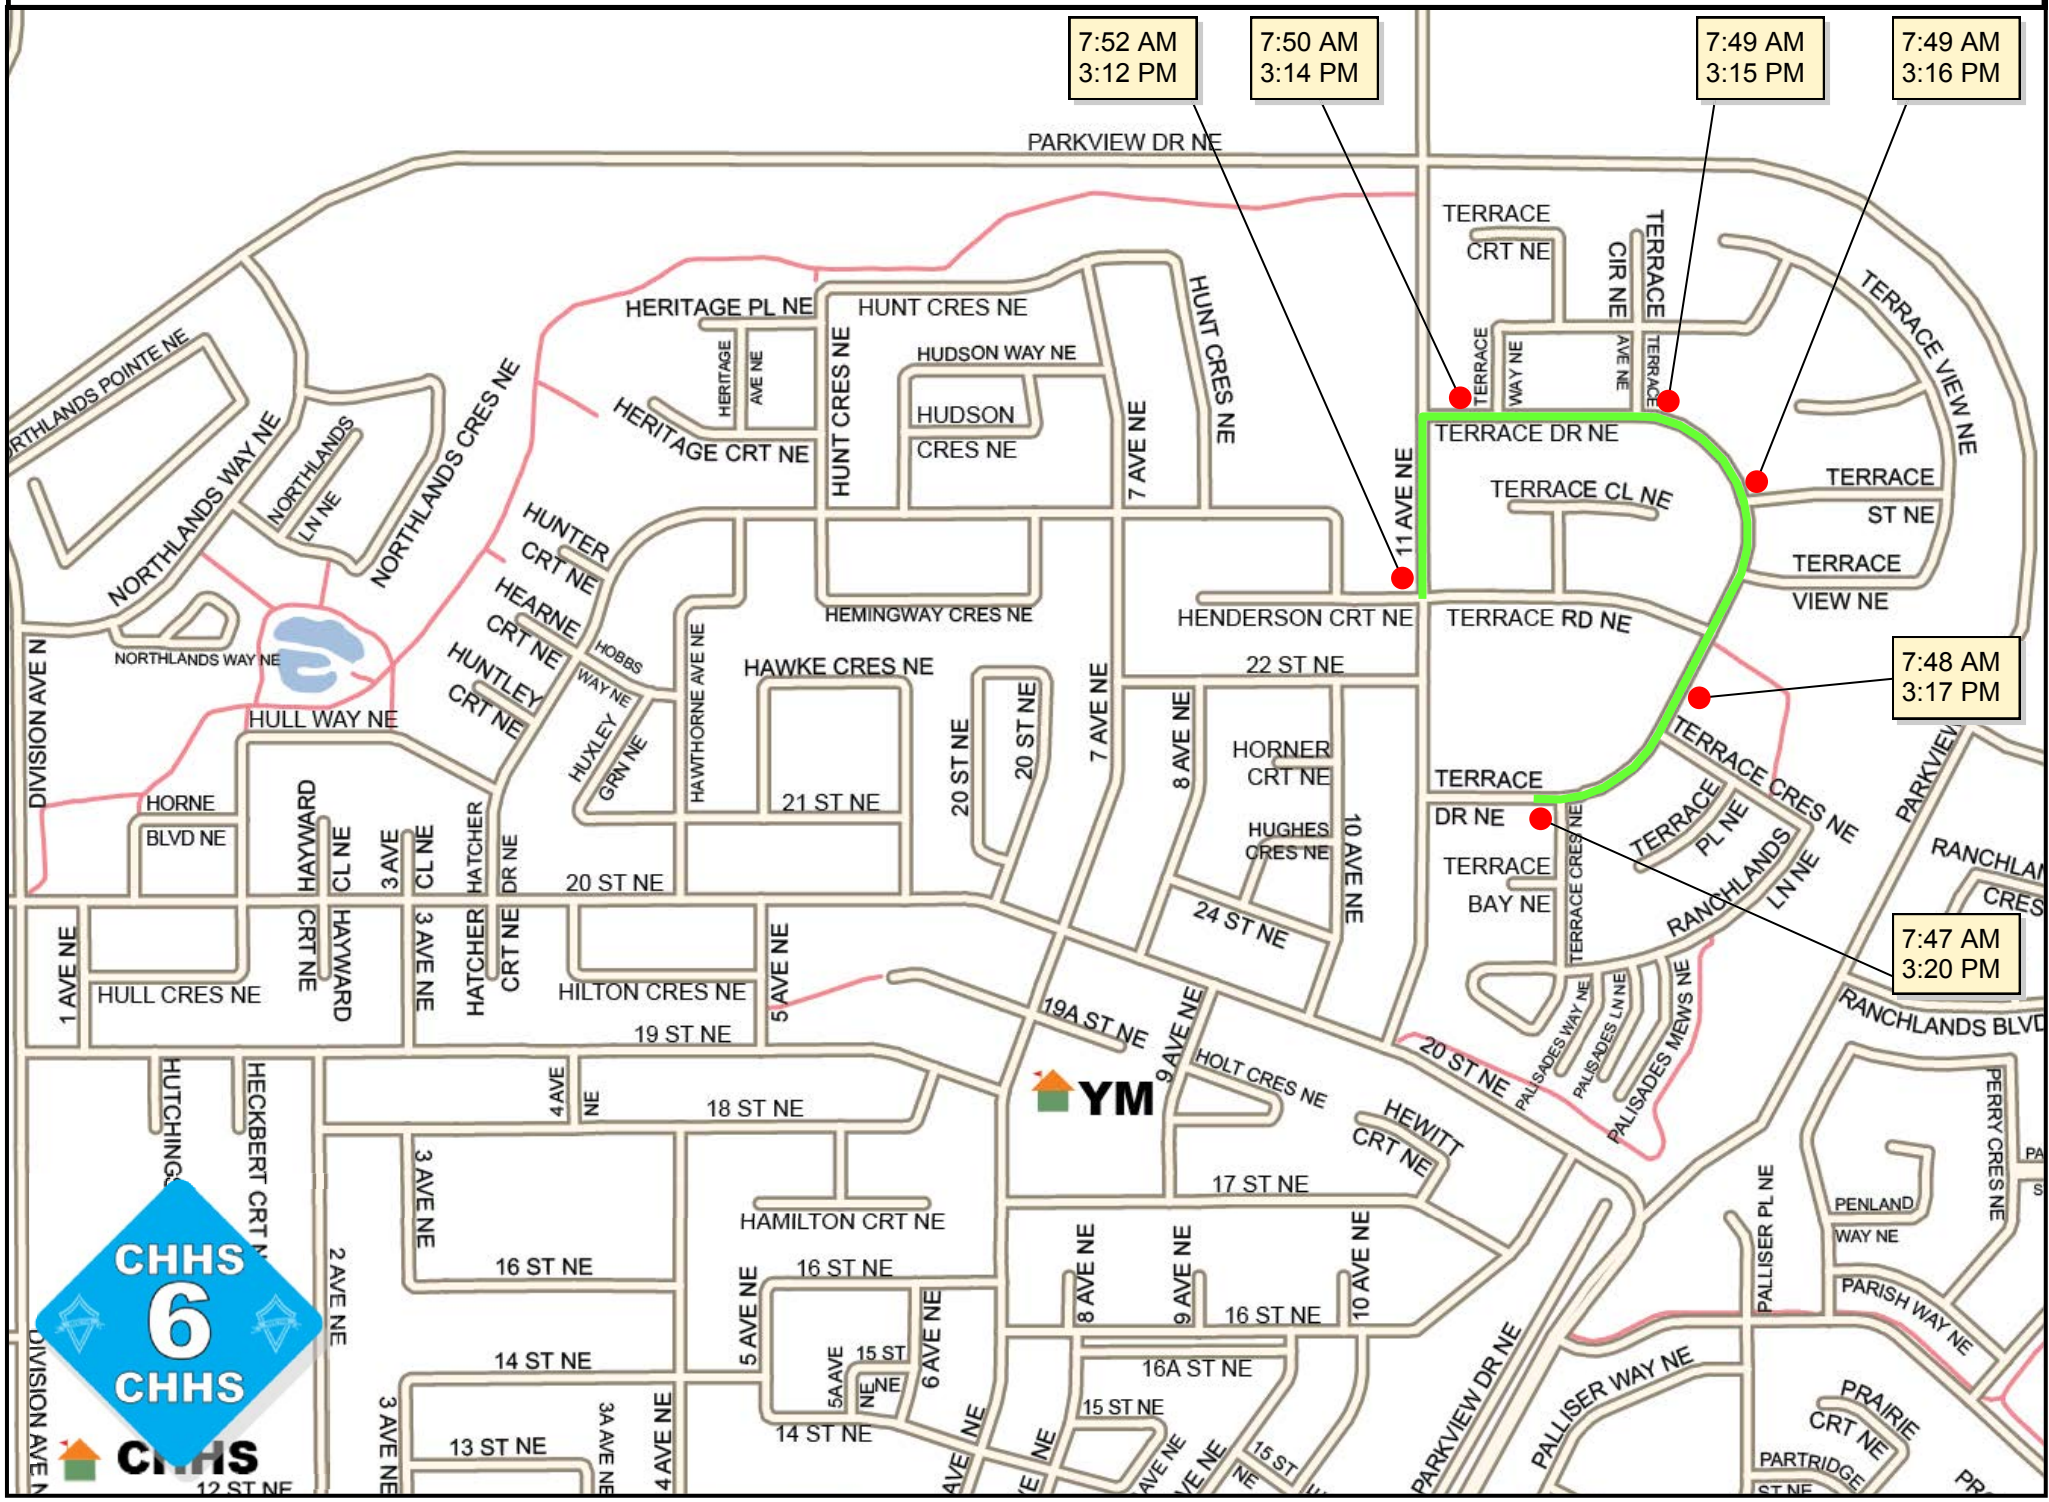 7:52 AM
3:12 PM
7:50 AM
3:14 PM
7:49 AM
3:15 PM
7:49 AM
3:16 PM
PARKVIEW DR NE
TERRACE
CRT NE
TERRACE
CIR NE
TERRACE VIEW NE
HERITAGE PL NE
HUNT CRES NE
HUNT CRES NE
HUNT CRES NE
HERITAGE
AVE NE
HUDSON WAY NE
HUDSON
CRES NE
HERITAGE CRT NE
7 AVE NE
TERRACE
WAY NE
TERRACE
AVE NE
TERRACE DR NE
TERRACE CL NE
11 AVE NE
TERRACE
ST NE
TERRACE
VIEW NE
NORTHLANDS WAY NE
NORTHLANDS
LN NE
NORTHLANDS CRES NE
NORTHLANDS WAY NE
HUNTER
CRT NE
HEARNE
CRT NE
HUNTLEY
CRT NE
HOBBS
WAY NE
HUXLEY
GRN NE
HAWTHORNE AVE NE
HEMINGWAY CRES NE
HENDERSON CRT NE
TERRACE RD NE
HAWKE CRES NE
22 ST NE
7:48 AM
3:17 PM
DIVISION AVE N
HULL WAY NE
HORNE
BLVD NE
HAYWARD
CL NE
3 AVE
CL NE
HATCHER
DR NE
21 ST NE
20 ST NE
20 ST NE
20 ST NE
7 AVE NE
8 AVE NE
HORNER
CRT NE
HUGHES
CRES NE
10 AVE NE
24 ST NE
TERRACE
DR NE
TERRACE
BAY NE
TERRACE CRES NE
TERRACE CRES NE
TERRACE
PL NE
RANCHLANDS
LN NE
PARKVIEW
7:47 AM
3:20 PM
RANCHLANDS BLVD
1 AVE NE
HULL CRES NE
CRT NE
HAYWARD
3 AVE NE
HATCHER
CRT NE
HILTON CRES NE
5 AVE NE
19 ST NE
19A ST NE
9 AVE NE
20 ST NE
PALISADES WAY NE
PALISADES LN NE
PALISADES MEWS NE
YM
HOLT CRES NE
HEWITT
CRT NE
4 AVE
NE
18 ST NE
HAMILTON CRT NE
17 ST NE
3 AVE NE
2 AVE NE
16 ST NE
16 ST NE
5 AVE NE
6 AVE NE
8 AVE NE
9 AVE NE
10 AVE NE
16 ST NE
16A ST NE
14 ST NE
5A AVE
NE
15 ST
NE
14 ST NE
15 ST NE
15 ST
NE
3 AVE NE
13 ST NE
3A AVE NE
4 AVE NE
PERRY CRES NE
PENLAND
WAY NE
PALLISER PL NE
PARISH WAY NE
PALLISER WAY NE
PARKVIEW DR NE
PRAIRIE
CRT NE
PARTRIDGE
ST NE
CHHS
6
CHHS
DIVISION AVE N
12 ST NE